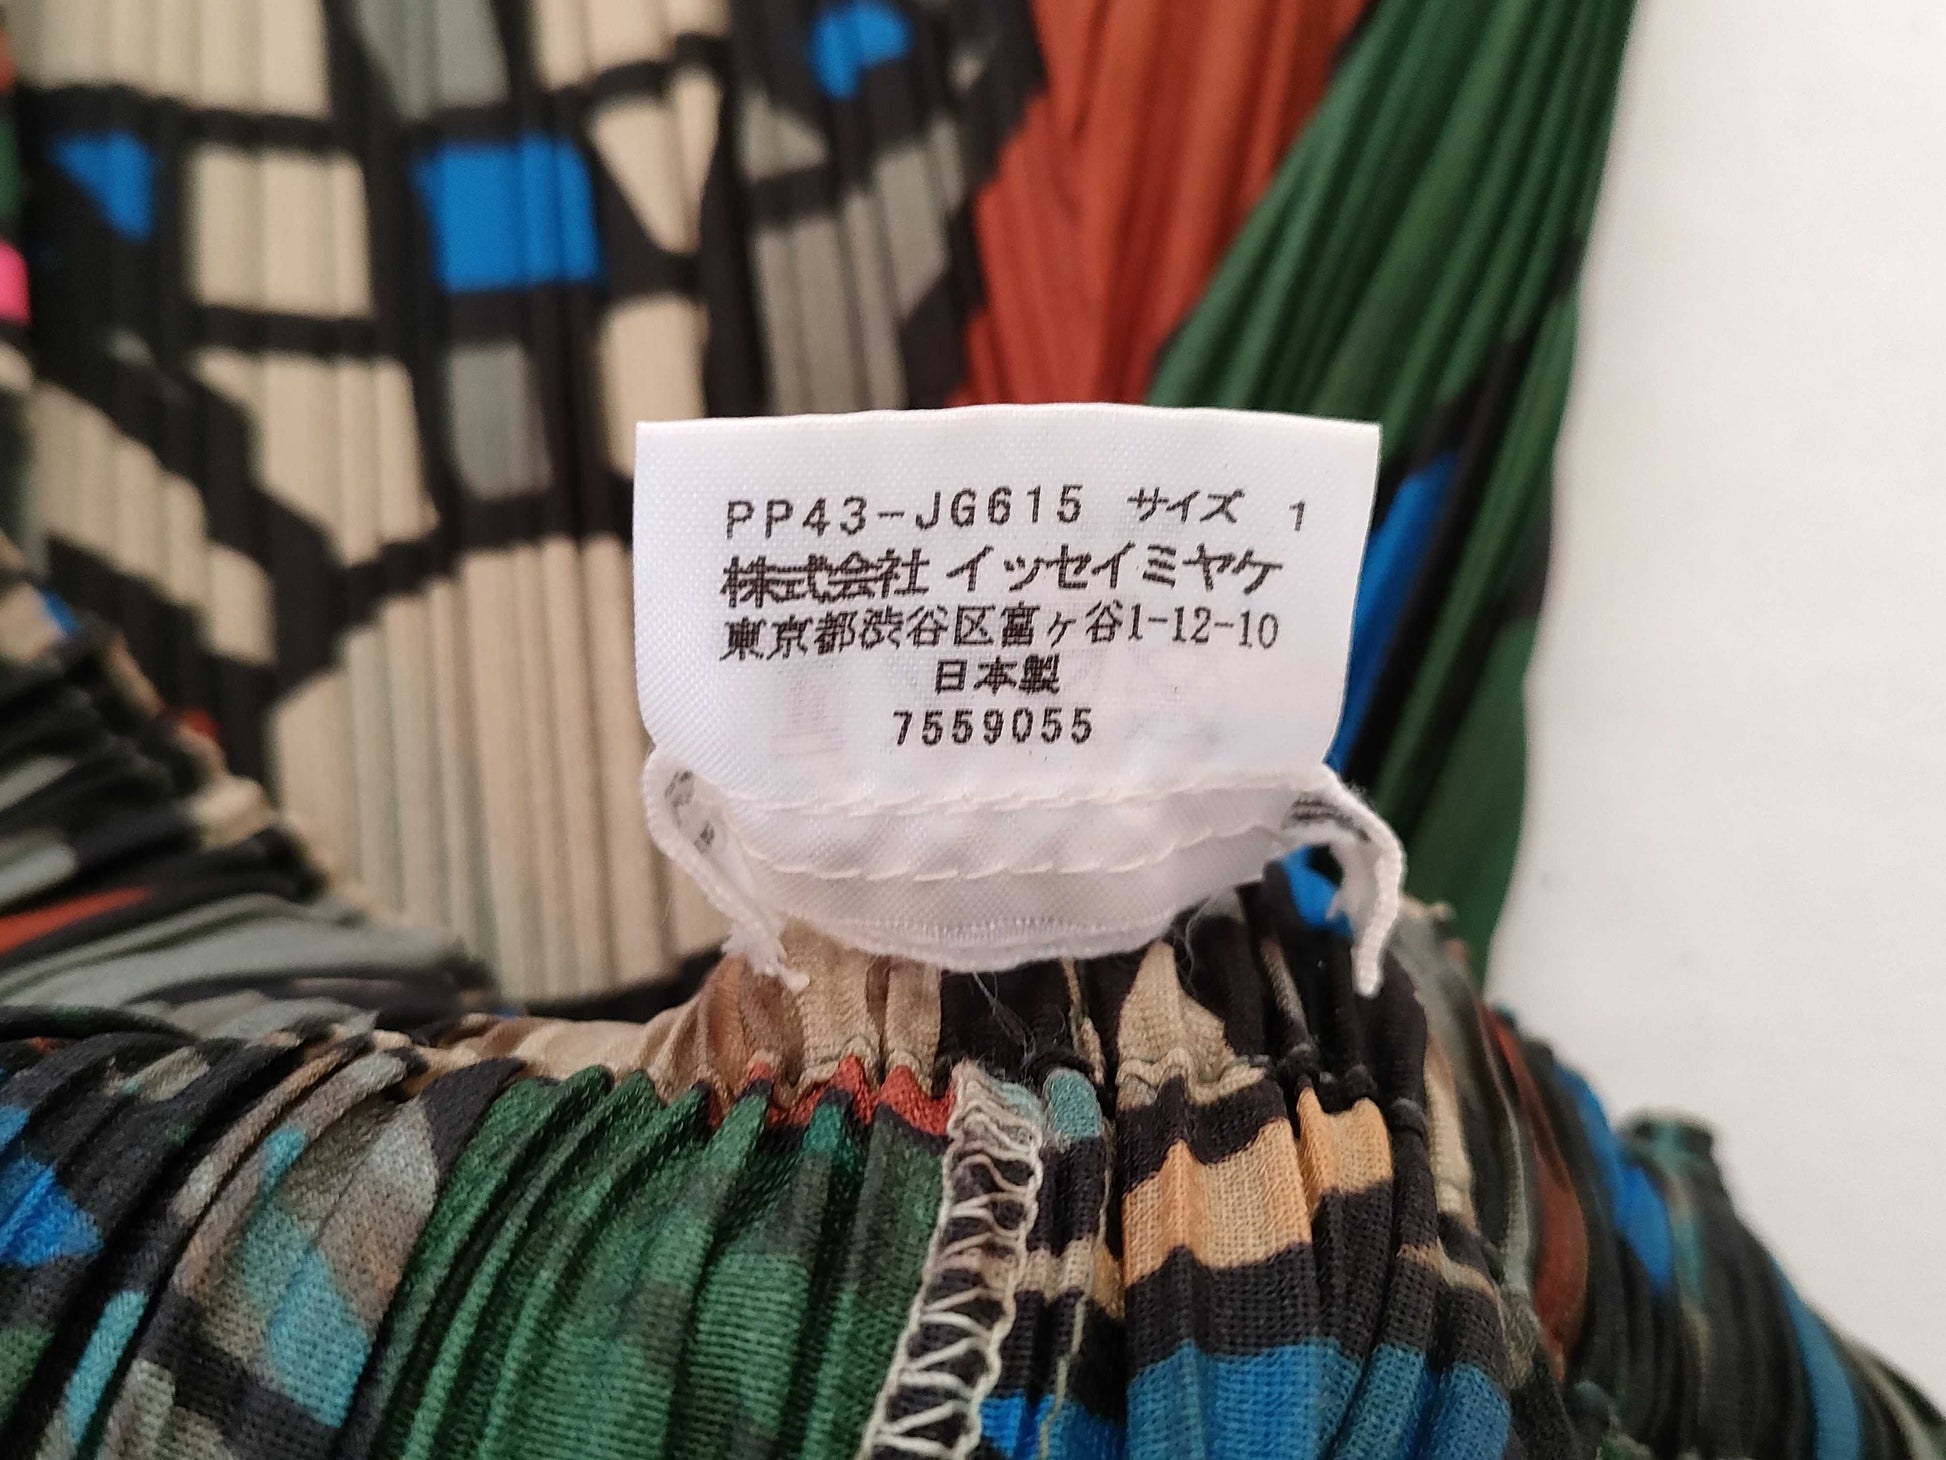 PP43-JG615 サイズ 1
株式会社 イッセイミヤケ
東京都渋谷区富ヶ谷1-12-10
日本製
7559055